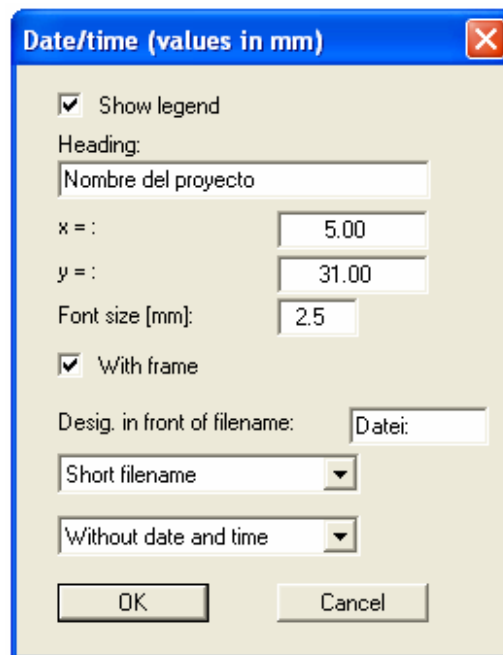 Date/time (values in mm)
Show legend
Heading:
Nombre del proyecto
x = : 5.00
y = : 31.00
Font size [mm]: 2.5
With frame
Desig. in front of filename: Datei:
Short filename
Without date and time
OK Cancel